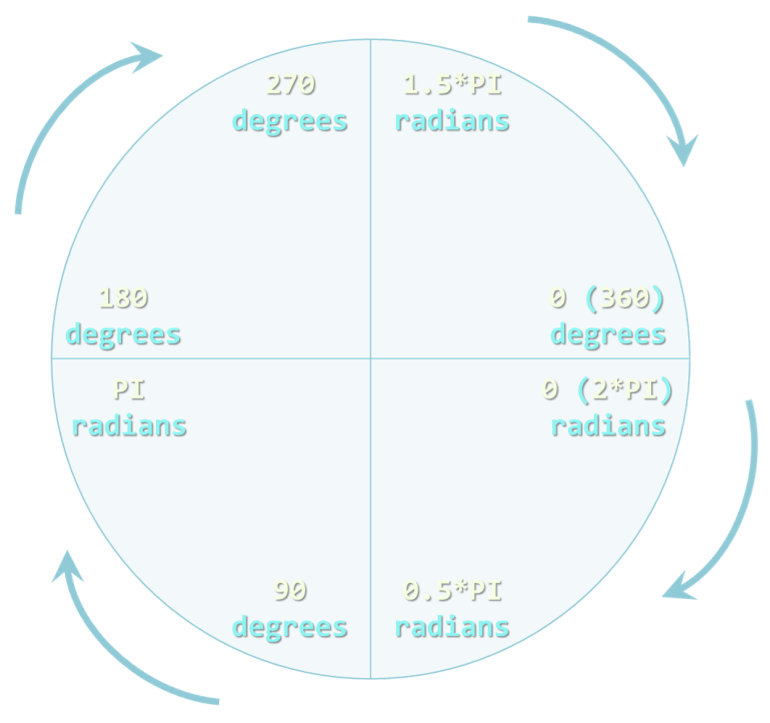 270
degrees
1.5*PI
radians
180
degrees
0 (360)
degrees
PI
radians
0 (2*PI)
radians
90
degrees
0.5*PI
radians